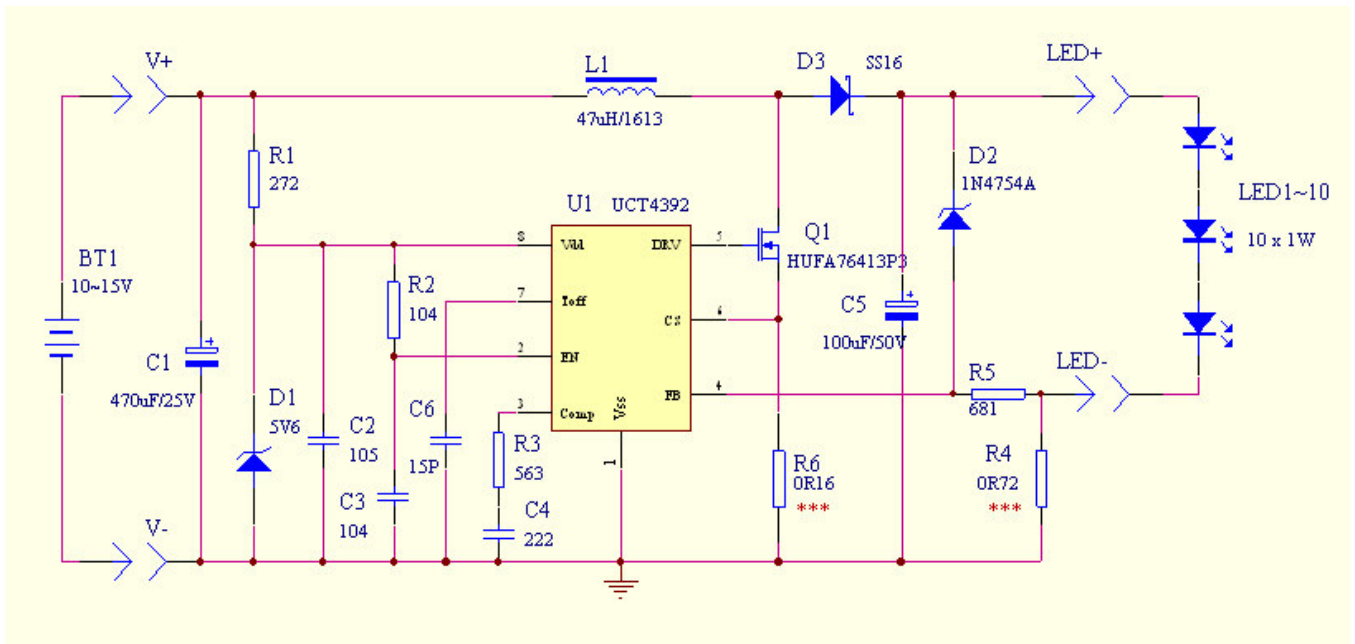 V+
L1
47uH/1613
D3 SS16
LED+
R1
272
D2
1N4754A
LED1~10
10 x 1W
U1 UCT4392
BT1
10~15V
8 Vdd
DRV 5
Q1
HUFA76413P3
R2
104
7 Toff
CS 6
C1
470uF/25V
C5
100uF/50V
2 EN
LED-
D1
5V6
C2
105
C6
15P
3 Comp
Vss
1
FB 4
R5
681
R3
563
R6
0R16
***
R4
0R72
***
C3
104
C4
222
V-